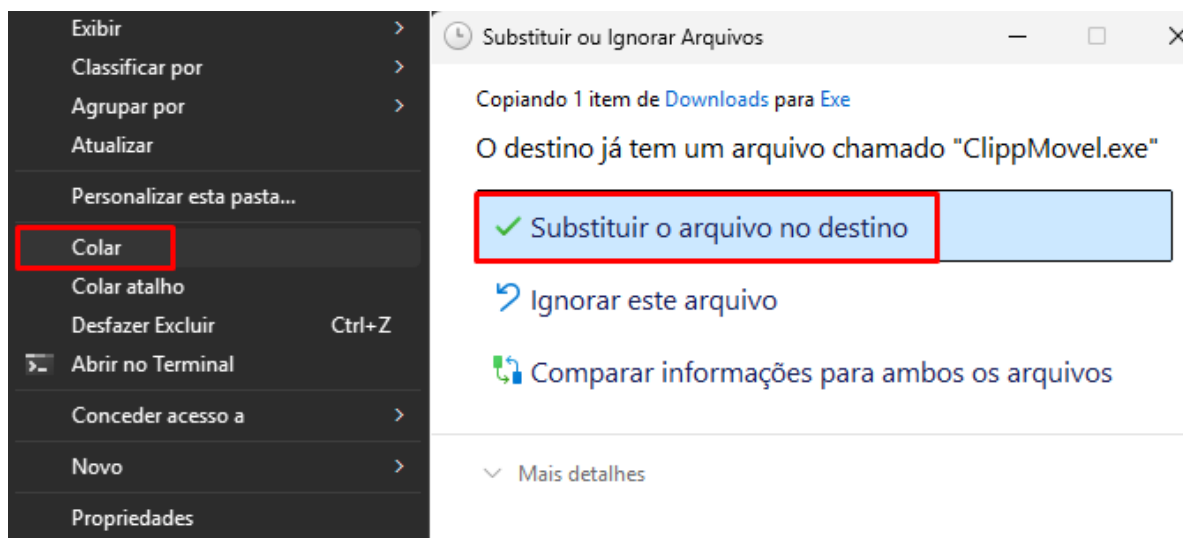 Exibir
Classificar por
Agrupar por
Atualizar
Personalizar esta pasta...
Colar
Colar atalho
Desfazer Excluir Ctrl+Z
Abrir no Terminal
Conceder acesso a
Novo
Propriedades
Substituir ou Ignorar Arquivos
Copiando 1 item de Downloads para Exe
O destino já tem um arquivo chamado "ClippMovel.exe"
Substituir o arquivo no destino
Ignorar este arquivo
Comparar informações para ambos os arquivos
Mais detalhes